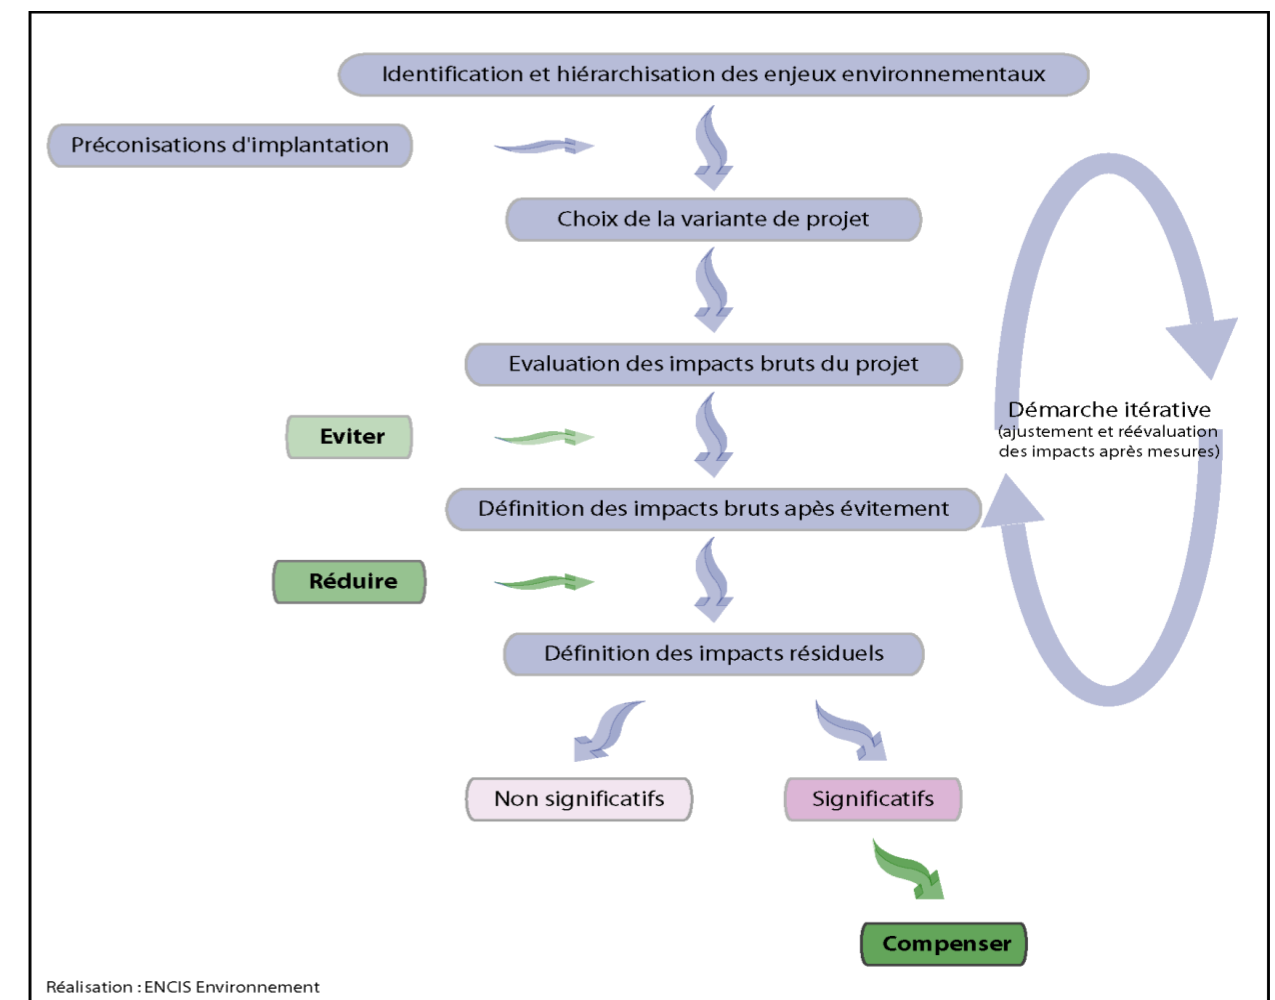 Identification et hiérarchisation des enjeux environnementaux
Préconisations d'implantation
Choix de la variante de projet
Evaluation des impacts bruts du projet
Démarche itérative
(ajustement et réévaluation
des impacts après mesures)
Eviter
Définition des impacts bruts apès évitement
Réduire
Définition des impacts résiduels
Non significatifs
Significatifs
Compenser
Réalisation : ENCIS Environnement